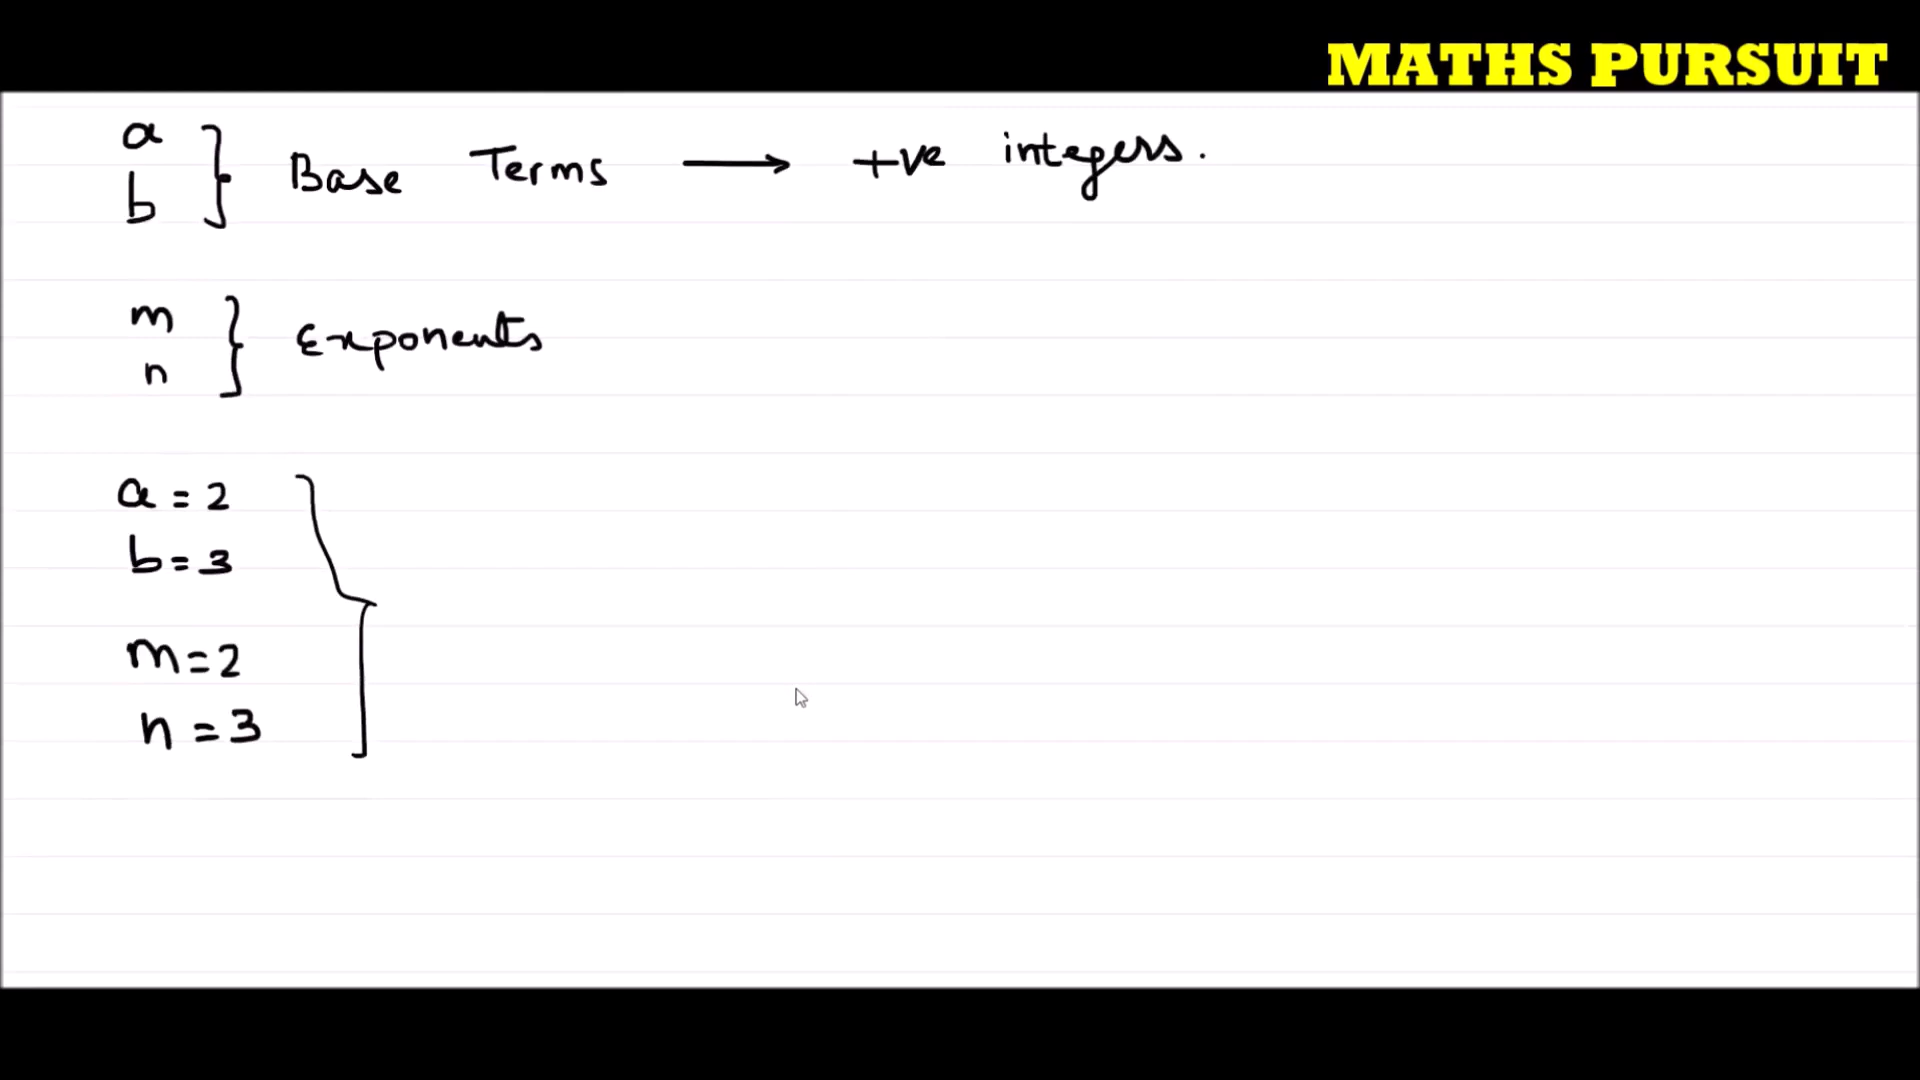 MATHS PURSUIT
a
b } Base Terms ⟶ +ve integers.
m
n } Exponents
a = 2
b = 3
m = 2
n = 3